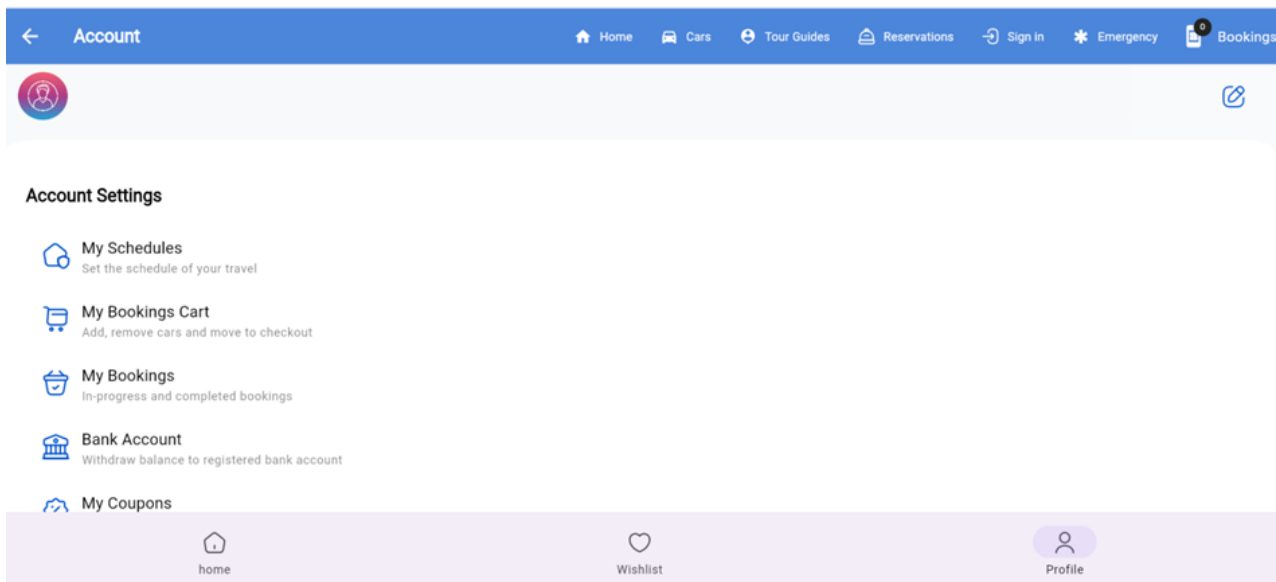 Account
Home
Cars
Tour Guides
Reservations
Sign in
Emergency
0
Bookings
Account Settings
My Schedules
Set the schedule of your travel
My Bookings Cart
Add, remove cars and move to checkout
My Bookings
In-progress and completed bookings
Bank Account
Withdraw balance to registered bank account
My Coupons
home
Wishlist
Profile